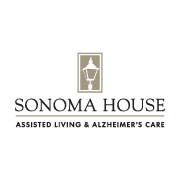 SONOMA HOUSE
ASSISTED LIVING & ALZHEIMER'S CARE